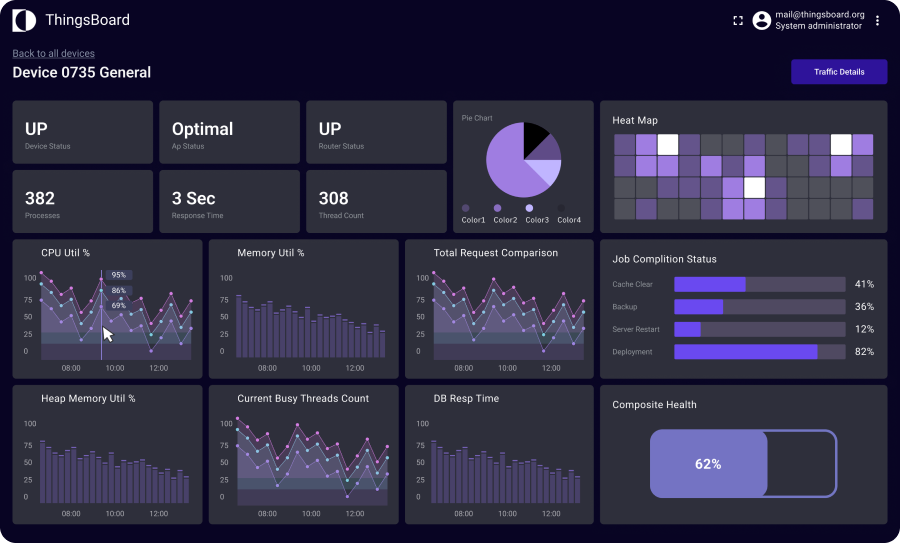 ThingsBoard
mail@thingsboard.org
System administrator
Back to all devices
Device 0735 General
Traffic Details
UP
Device Status
Optimal
Ap Status
UP
Router Status
382
Processes
3 Sec
Response Time
308
Thread Count
Pie Chart
Color1 Color2 Color3 Color4
Heat Map
CPU Util %
95%
86%
69%
100
75
50
25
0
08:00 10:00 12:00
Memory Util %
100
75
50
25
0
08:00 10:00 12:00
Total Request Comparison
100
75
50
25
0
08:00 10:00 12:00
Job Complition Status
Cache Clear 41%
Backup 36%
Server Restart 12%
Deployment 82%
Heap Memory Util %
100
75
50
25
0
08:00 10:00 12:00
Current Busy Threads Count
100
75
50
25
0
08:00 10:00 12:00
DB Resp Time
100
75
50
25
0
08:00 10:00 12:00
Composite Health
62%